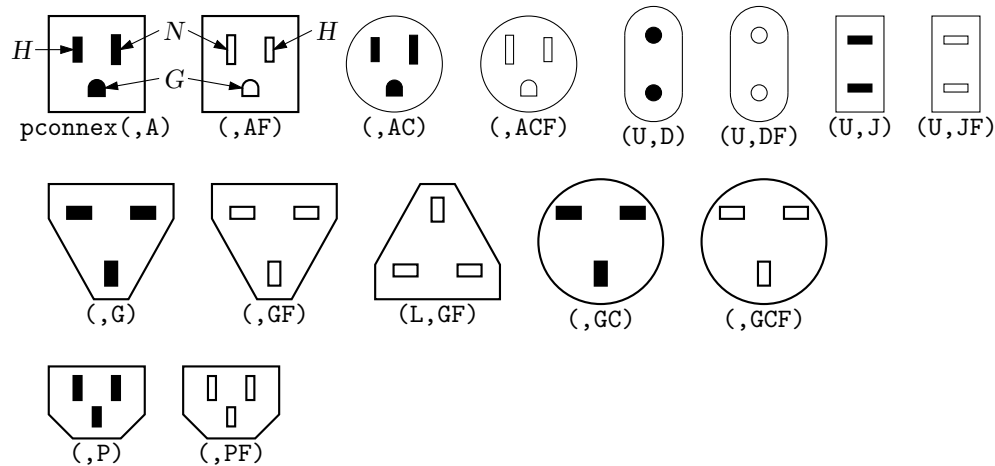 H N H
G
pconnex(,A) (,AF) (,AC) (,ACF) (U,D) (U,DF) (U,J) (U,JF)
(,G) (,GF) (L,GF) (,GC) (,GCF)
(,P) (,PF)